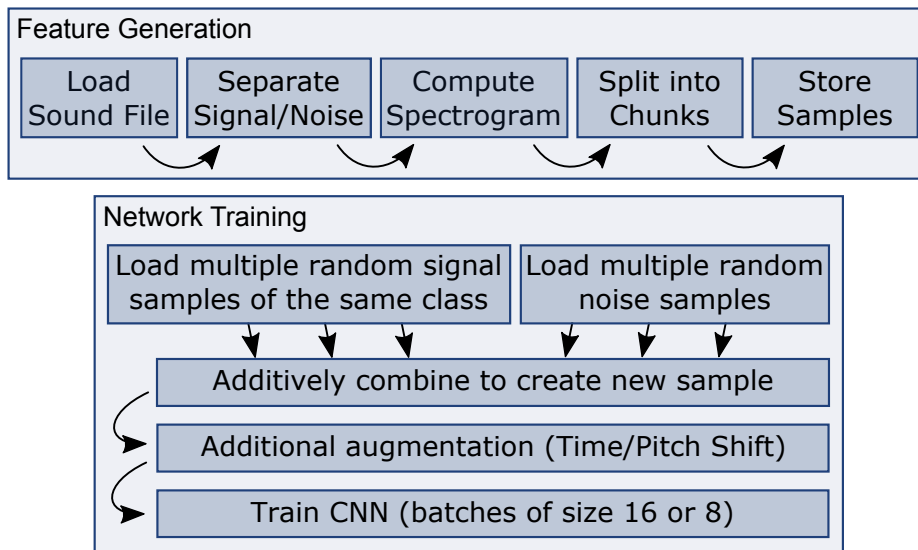 Feature Generation
Load
Sound File
Separate
Signal/Noise
Compute
Spectrogram
Split into
Chunks
Store
Samples
Network Training
Load multiple random signal
samples of the same class
Load multiple random
noise samples
Additively combine to create new sample
Additional augmentation (Time/Pitch Shift)
Train CNN (batches of size 16 or 8)